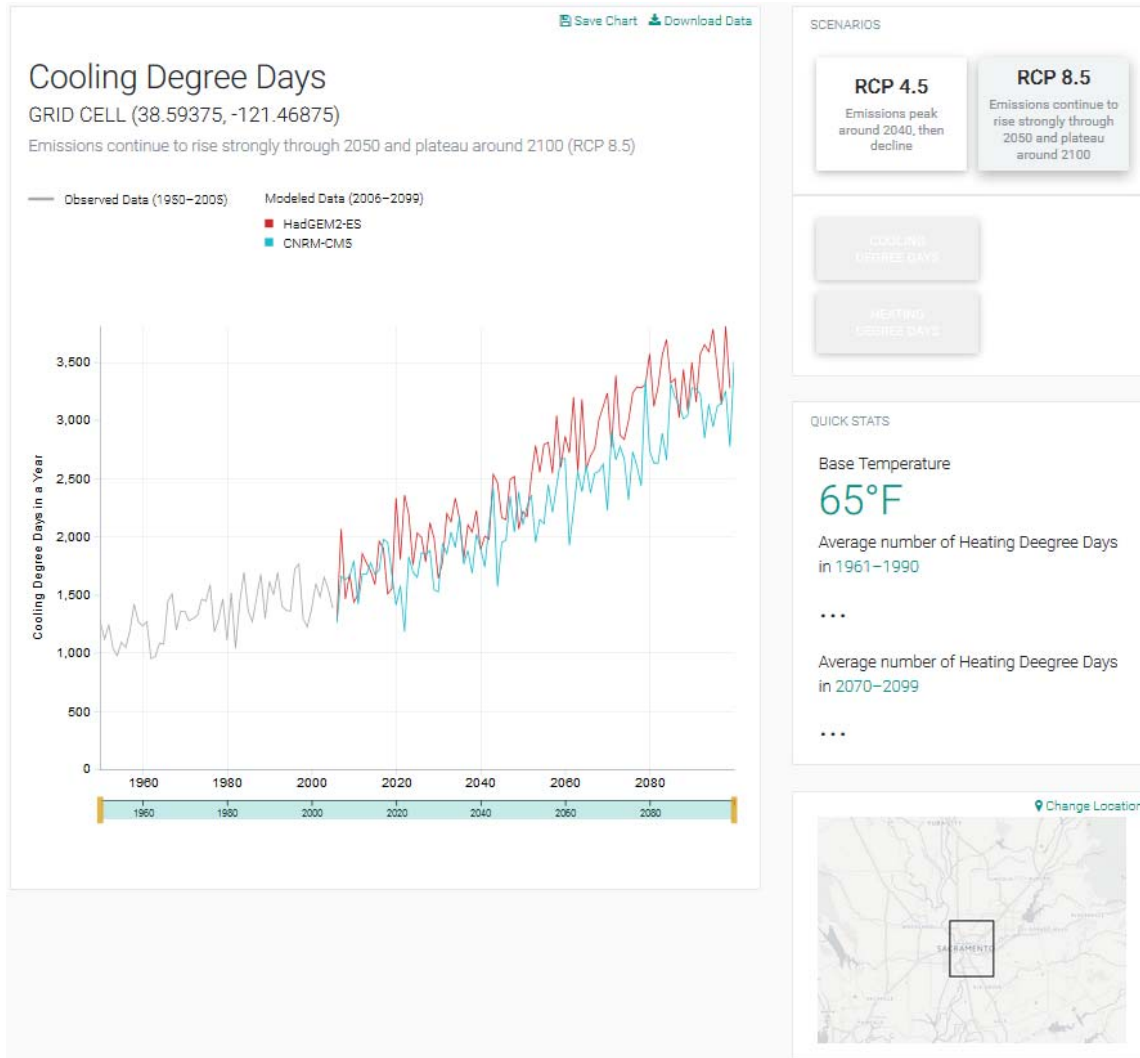 Save Chart Download Data
Cooling Degree Days
GRID CELL (38.59375, -121.46875)
Emissions continue to rise strongly through 2050 and plateau around 2100 (RCP 8.5)
Observed Data (1950–2005)
Modeled Data (2006–2099)
HadGEM2-ES
CNRM-CM5
Cooling Degree Days in a Year
3,500
3,000
2,500
2,000
1,500
1,000
500
0
1960 1980 2000 2020 2040 2060 2080
1960 1980 2000 2020 2040 2060 2080
SCENARIOS
RCP 4.5
Emissions peak
around 2040, then
decline
RCP 8.5
Emissions continue to
rise strongly through
2050 and plateau
around 2100
COOLING
DEGREE DAYS
HEATING
DEGREE DAYS
QUICK STATS
Base Temperature
65°F
Average number of Heating Deegree Days
in 1961–1990
...
Average number of Heating Deegree Days
in 2070–2099
...
Change Location
SACRAMENTO